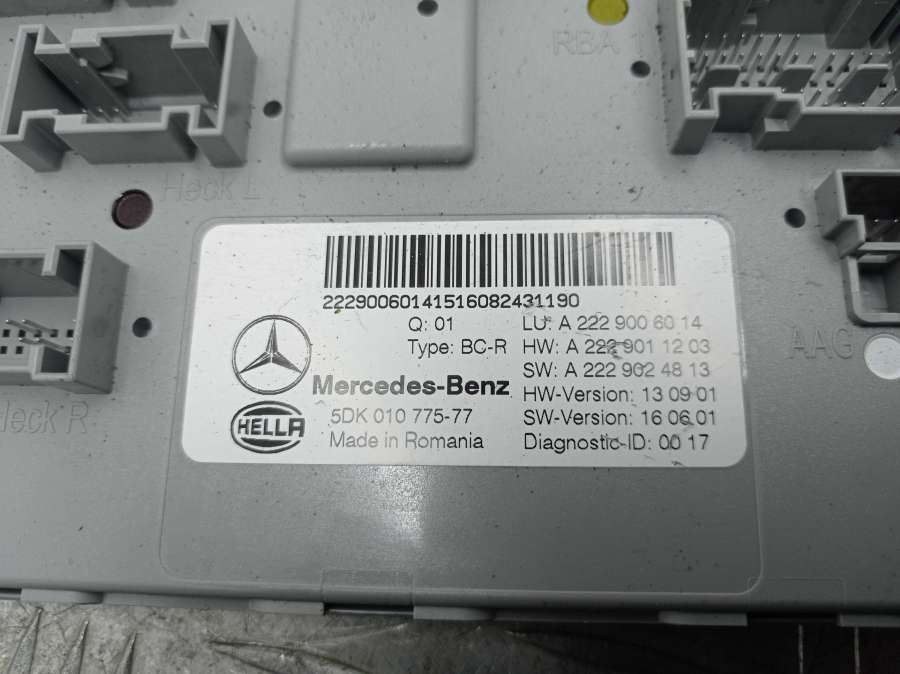 RBA 1
Heck L
22290060141516082431190
Q: 01 LU: A 222 900 60 14
Type: BC-R HW: A 222 901 12 03
SW: A 222 902 48 13
Mercedes-Benz HW-Version: 13 09 01
HELLA 5DK 010 775-77 SW-Version: 16 06 01
Made in Romania Diagnostic-ID: 00 17
AAG
Heck R